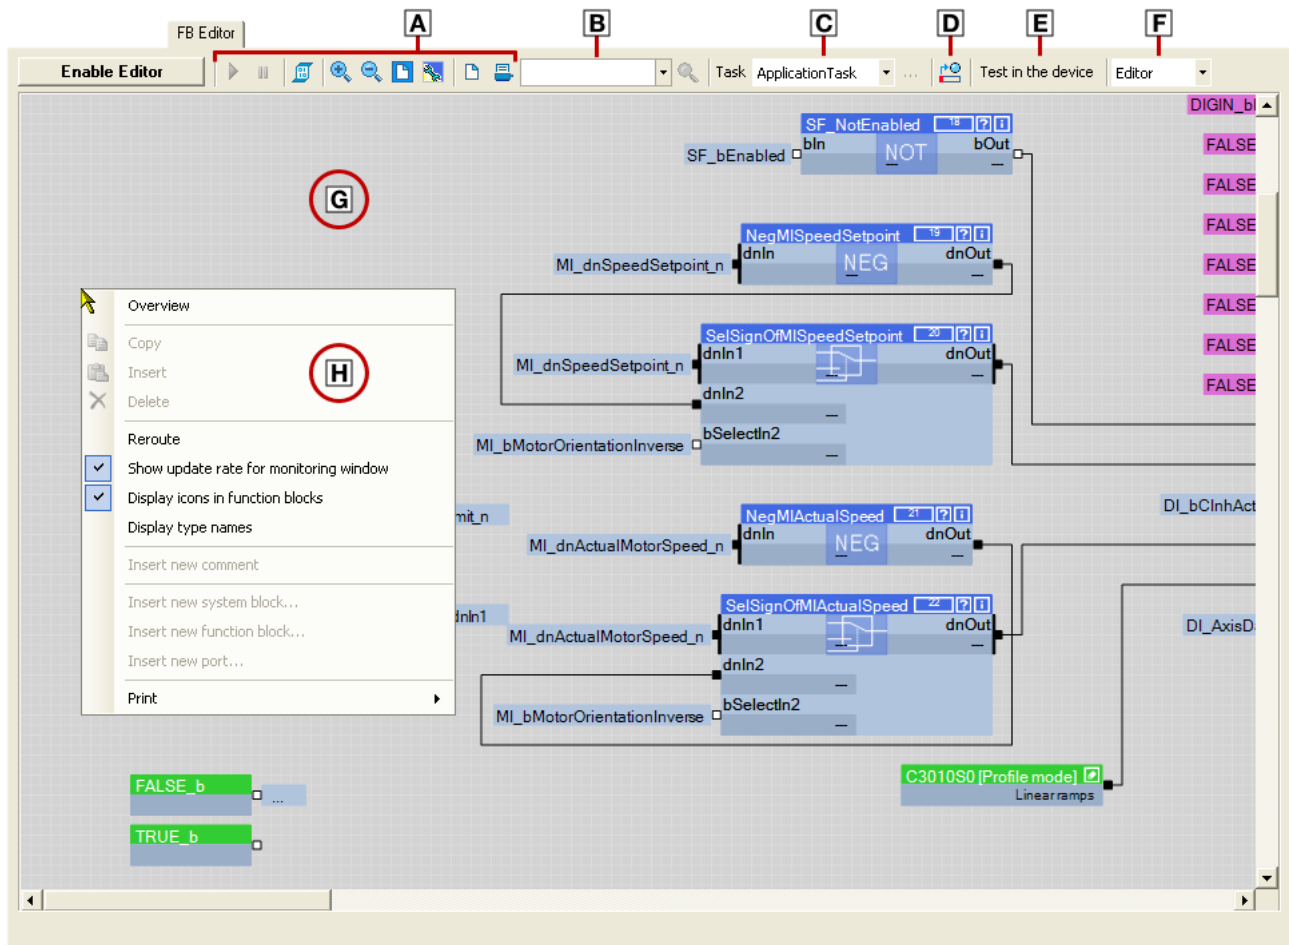 FB Editor
A
B
C
D
E
F
Enable Editor
Task ApplicationTask
...
Test in the device
Editor
SF_NotEnabled 18 ? i
bIn
bOut
NOT
---
SF_bEnabled
G
NegMISpeedSetpoint 19 ? i
dnIn
dnOut
NEG
---
MI_dnSpeedSetpoint_n
SelSignOfMISpeedSetpoint 20 ? i
dnIn1
dnOut
---
MI_dnSpeedSetpoint_n
dnIn2
---
bSelectIn2
---
MI_bMotorOrientationInverse
FALSE
FALSE
FALSE
FALSE
FALSE
FALSE
FALSE
Overview
Copy
Insert
Delete
H
Reroute
Show update rate for monitoring window
Display icons in function blocks
Display type names
Insert new comment
Insert new system block...
Insert new function block...
Insert new port...
Print
mit_n
dnIn1
NegMIActualSpeed 21 ? i
dnIn
dnOut
NEG
---
MI_dnActualMotorSpeed_n
DI_bCInhAct
SelSignOfMIActualSpeed 22 ? i
dnIn1
dnOut
---
MI_dnActualMotorSpeed_n
dnIn2
---
bSelectIn2
---
MI_bMotorOrientationInverse
C3010S0 [Profile mode]
Linear ramps
FALSE_b
...
TRUE_b